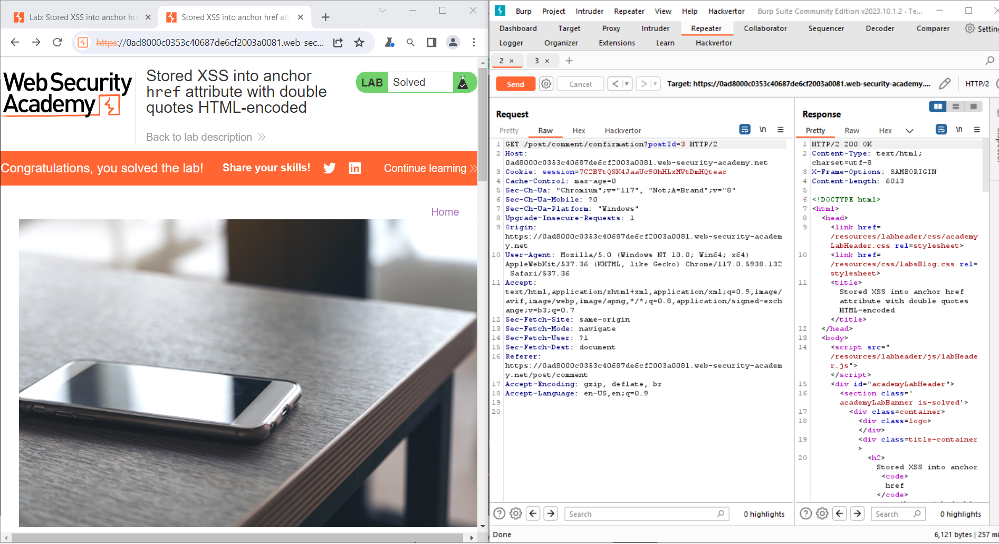 Lab: Stored XSS into anchor hre
Stored XSS into anchor href att
https://0ad8000c0353c40687de6cf2003a0081.web-sec...
Web Security
Academy
Stored XSS into anchor
href attribute with double
quotes HTML-encoded
Back to lab description
LAB Solved
Congratulations, you solved the lab!
Share your skills!
Continue learning
Home
Burp Project Intruder Repeater View Help Hackvertor Burp Suite Community Edition v2023.10.1.2 - Te...
Dashboard Target Proxy Intruder Repeater Collaborator Sequencer Decoder Comparer Setting
Logger Organizer Extensions Learn Hackvertor
2 × 3 × +
Send Cancel < > Target: https://0ad8000c0353c40687de6cf2003a0081.web-security-academy.... HTTP/2
Request
Pretty Raw Hex Hackvertor \n
1 GET /post/comment/confirmation?postId=3 HTTP/2
2 Host:
0ad8000c0353c40687de6cf2003a0081.web-security-academy.net
3 Cookie: session=7C2BYtQSK4JaaUc90hHLxMVtDmHQteac
4 Cache-Control: max-age=0
5 Sec-Ch-Ua: "Chromium";v="117", "Not;A=Brand";v="8"
6 Sec-Ch-Ua-Mobile: ?0
7 Sec-Ch-Ua-Platform: "Windows"
8 Upgrade-Insecure-Requests: 1
9 Origin:
https://0ad8000c0353c40687de6cf2003a0081.web-security-academ
y.net
10 User-Agent: Mozilla/5.0 (Windows NT 10.0; Win64; x64)
AppleWebKit/537.36 (KHTML, like Gecko) Chrome/117.0.5938.132
Safari/537.36
11 Accept:
text/html,application/xhtml+xml,application/xml;q=0.9,image/
avif,image/webp,image/apng,*/*;q=0.8,application/signed-exch
ange;v=b3;q=0.7
12 Sec-Fetch-Site: same-origin
13 Sec-Fetch-Mode: navigate
14 Sec-Fetch-User: ?1
15 Sec-Fetch-Dest: document
16 Referer:
https://0ad8000c0353c40687de6cf2003a0081.web-security-academ
y.net/post/comment
17 Accept-Encoding: gzip, deflate, br
18 Accept-Language: en-US,en;q=0.9
19
20
Search 0 highlights
Response
Pretty Raw Hex \n
1 HTTP/2 200 OK
2 Content-Type: text/html;
charset=utf-8
3 X-Frame-Options: SAMEORIGIN
4 Content-Length: 6013
5
6 <!DOCTYPE html>
7 <html>
8 <head>
9 <link href=
/resources/labheader/css/academy
LabHeader.css rel=stylesheet>
10 <link href=
/resources/css/labsBlog.css rel=
stylesheet>
11 <title>
Stored XSS into anchor href
attribute with double quotes
HTML-encoded
</title>
12 </head>
13 <body>
14 <script src="
/resources/labheader/js/labHeade
r.js">
</script>
15 <div id="academyLabHeader">
16 <section class='
academyLabBanner is-solved'>
17 <div class=container>
18 <div class=logo>
</div>
19 <div class=title-container
>
20 <h2>
Stored XSS into anchor
<code>
href
</code>
Search 0 highlights
Done
6,121 bytes | 257 mi